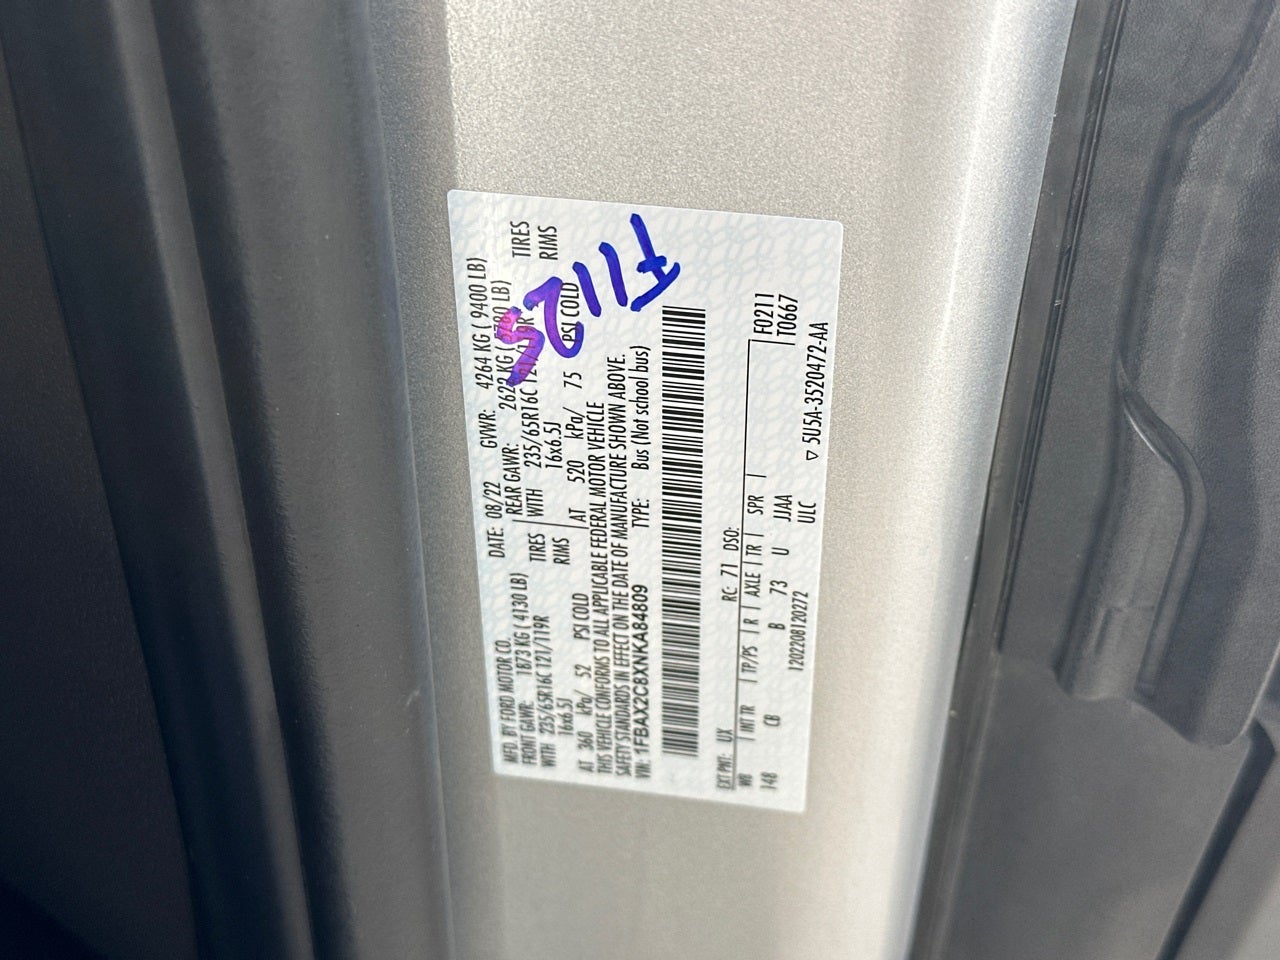 MFD. BY FORD MOTOR CO.
DATE: 08/22 GVWR: 4264 KG ( 9400 LB)
FRONT GAWR: 1873 KG ( 4130 LB)
REAR GAWR: 2622 KG ( LB)
WITH 235/65R16C 121/119R TIRES
WITH 235/65R16C 121/119R TIRES
16x6.5J RIMS
16x6.5J RIMS
AT 360 kPa/ 52 PSI COLD
AT 520 kPa/ 75 PSI COLD
THIS VEHICLE CONFORMS TO ALL APPLICABLE FEDERAL MOTOR VEHICLE
SAFETY STANDARDS IN EFFECT ON THE DATE OF MANUFACTURE SHOWN ABOVE.
VIN: 1FBAX2C8XNKA84809
TYPE: Bus (Not school bus)
EXT PNT: UX RC: 71 DSO:
WB INT TR TP/PS R AXLE TR SPR
148 CB B 73 U JJAA
F0211
T0667
1202208120272 ULC
▽ 5U5A-3520472-AA
F1125